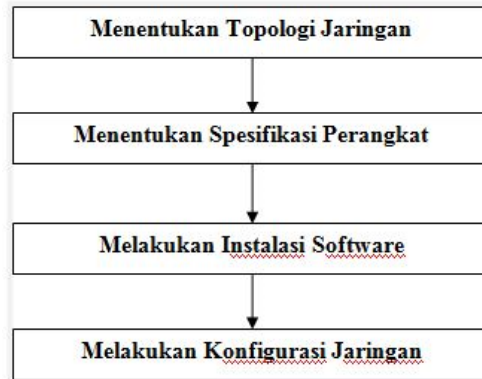 Menentukan Topologi Jaringan
Menentukan Spesifikasi Perangkat
Melakukan Instalasi Software
Melakukan Konfigurasi Jaringan